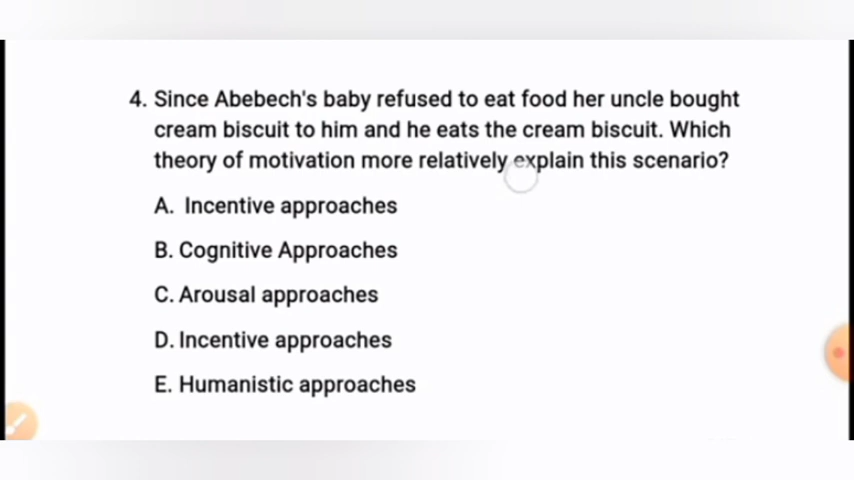 4. Since Abebech's baby refused to eat food her uncle bought
cream biscuit to him and he eats the cream biscuit. Which
theory of motivation more relatively explain this scenario?
A. Incentive approaches
B. Cognitive Approaches
C. Arousal approaches
D. Incentive approaches
E. Humanistic approaches